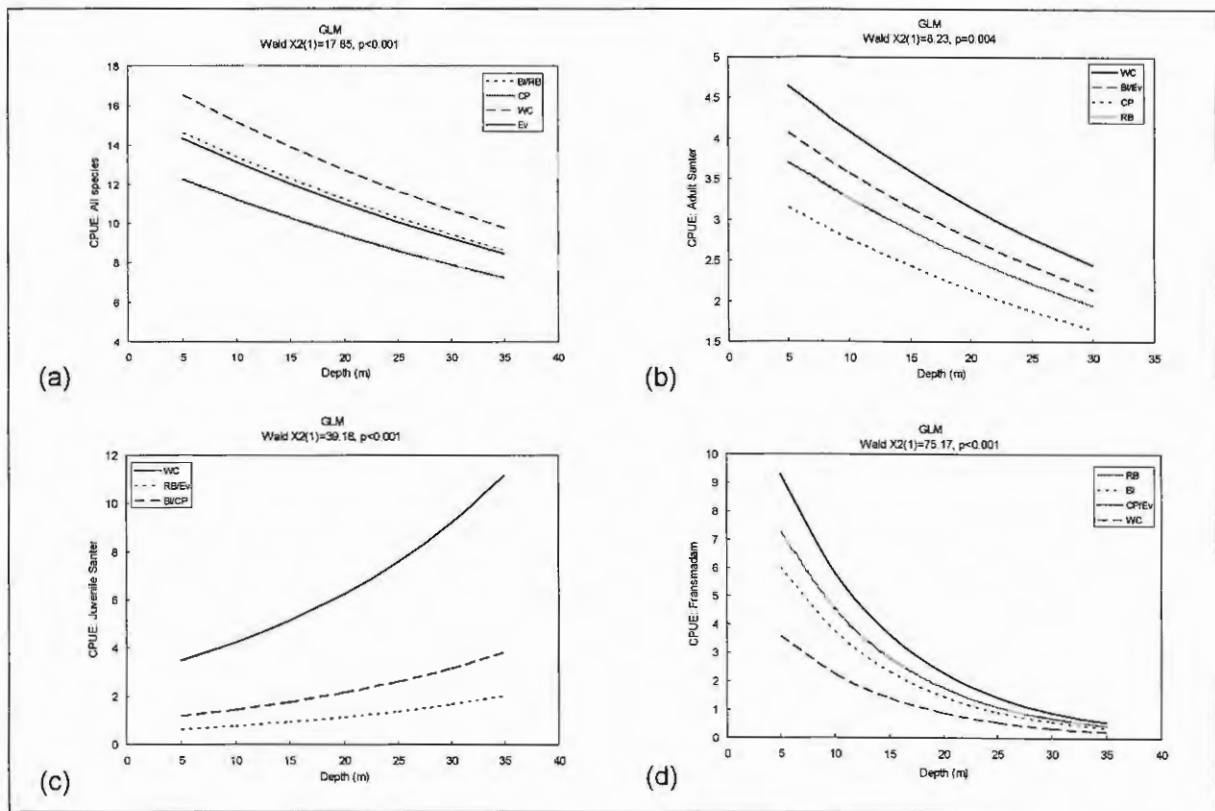 GLM
Wald X2(1)=17.85, p<0.001
CPUE: All species
18
16
14
12
10
8
6
4
0 5 10 15 20 25 30 35 40
Depth (m)
BI/RB
CP
WC
Ev
(a)
GLM
Wald X2(1)=8.23, p=0.004
CPUE: Adult Santer
5
4.5
4
3.5
3
2.5
2
1.5
0 5 10 15 20 25 30 35
Depth (m)
WC
BI/Ev
CP
RB
(b)
GLM
Wald X2(1)=39.18, p<0.001
CPUE: Juvenile Santer
12
10
8
6
4
2
0
0 5 10 15 20 25 30 35 40
Depth (m)
WC
RB/Ev
BI/CP
(c)
GLM
Wald X2(1)=75.17, p<0.001
CPUE: Fransmadam
10
9
8
7
6
5
4
3
2
1
0
0 5 10 15 20 25 30 35 40
Depth (m)
RB
BI
CP/Ev
WC
(d)